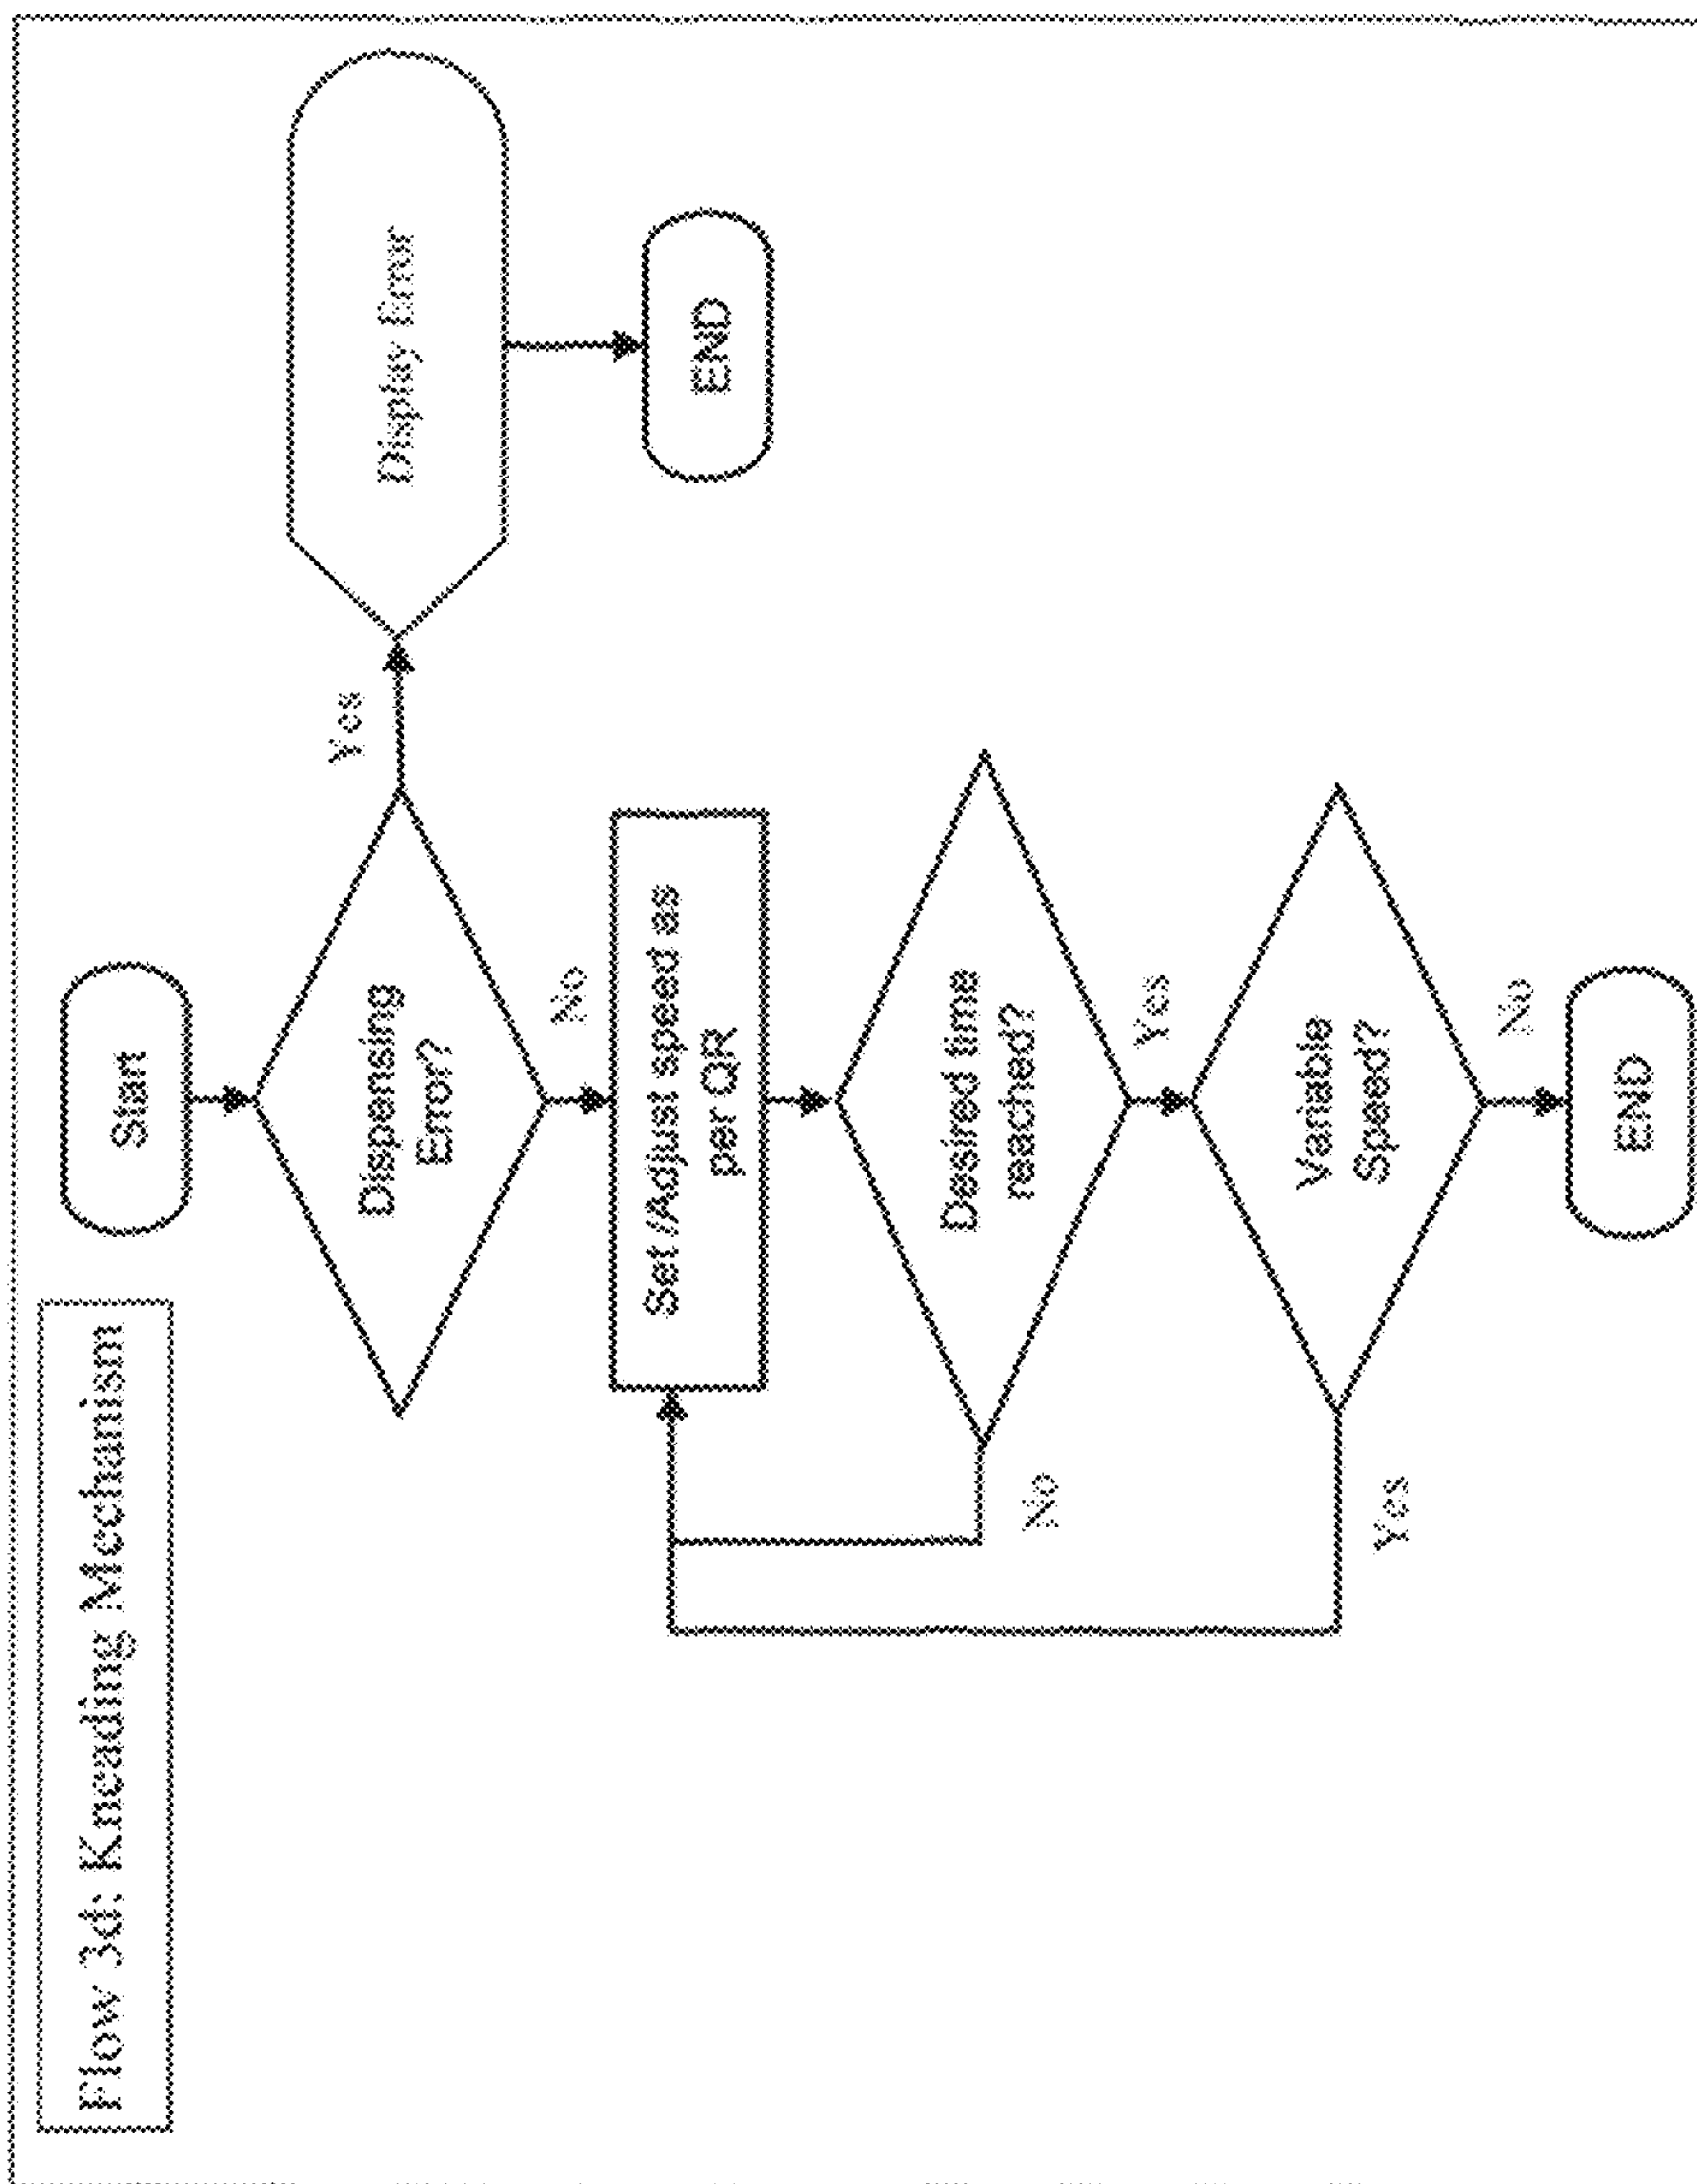 Flow 3d: Kneading Mechanism
Start
Dispensing
Error?
Yes
Display Error
END
No
Set /Adjust speed as
per QR
Desired time
reached?
No
Yes
Variable
Speed?
Yes
No
END